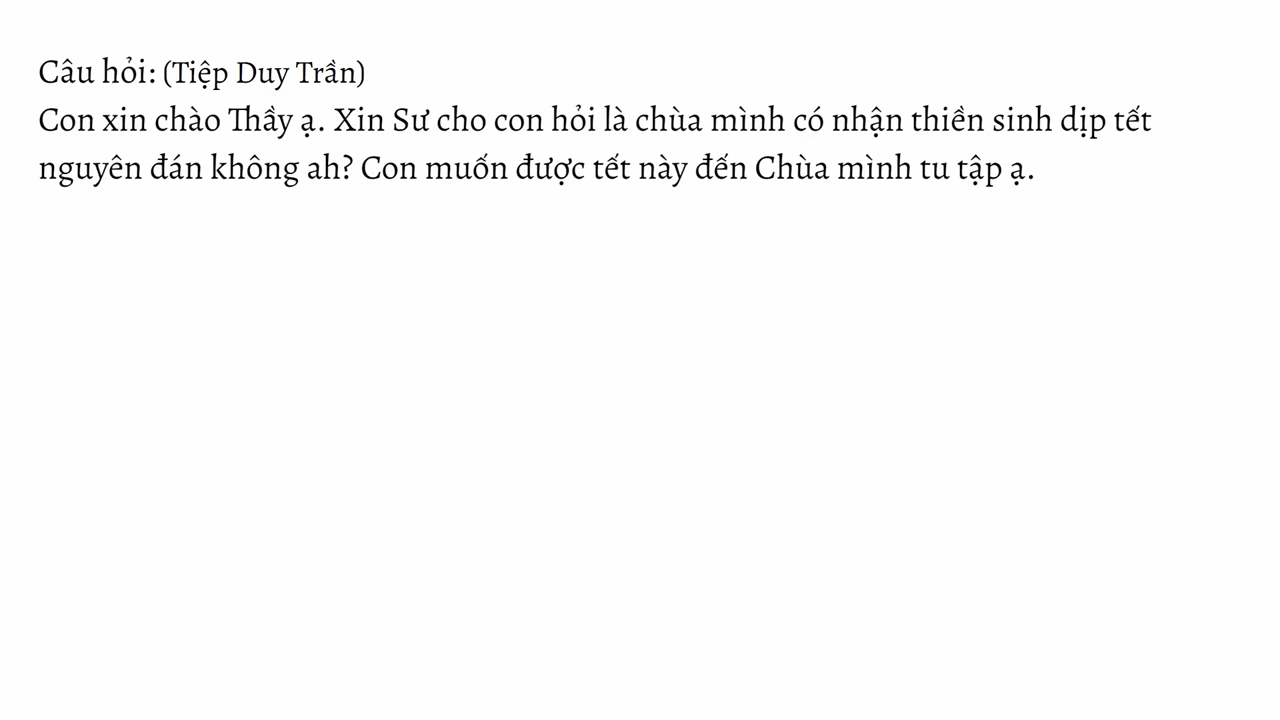 Câu hỏi: (Tiệp Duy Trần)
Con xin chào Thầy ạ. Xin Sư cho con hỏi là chùa mình có nhận thiền sinh dịp tết
nguyên đán không ah? Con muốn được tết này đến Chùa mình tu tập ạ.